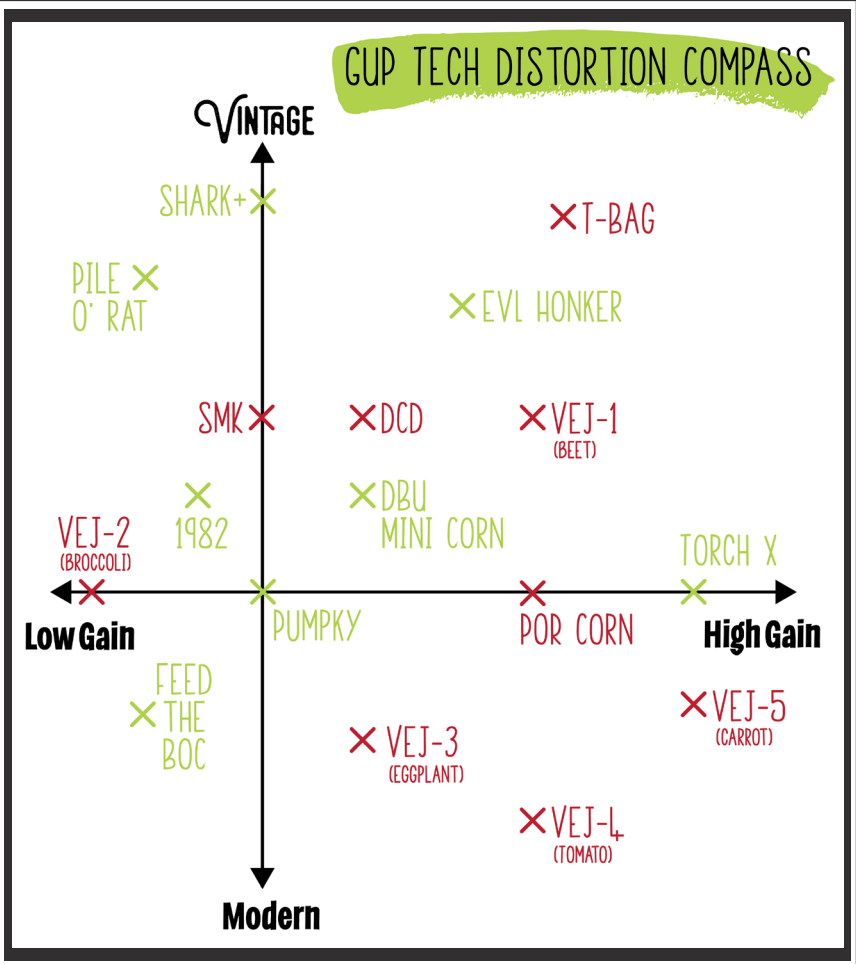 GUP TECH DISTORTION COMPASS
VINTAGE
SHARK+
T-BAG
PILE
O' RAT
EVL HONKER
SMK
DCD
VEJ-1
(BEET)
1982
DBU
MINI CORN
VEJ-2
(BROCCOLI)
TORCH X
PUMPKY
POR CORN
Low Gain
High Gain
FEED
THE
BOC
VEJ-3
(EGGPLANT)
VEJ-5
(CARROT)
VEJ-4
(TOMATO)
Modern